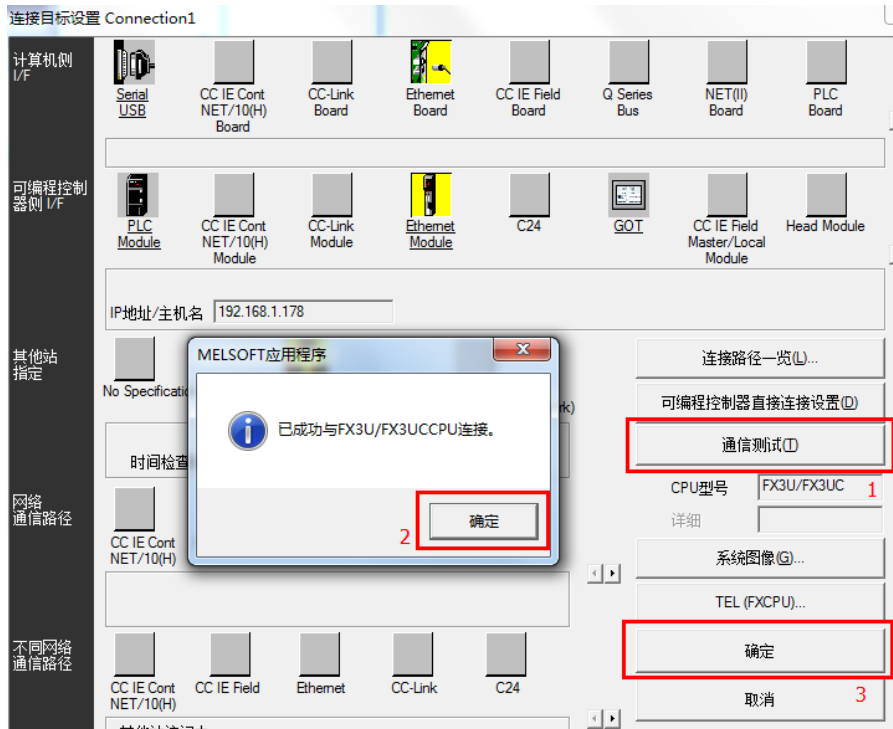 连接目标设置 Connection1
计算机侧
I/F
Serial
USB
CC IE Cont
NET/10(H)
Board
CC-Link
Board
Ethernet
Board
CC IE Field
Board
Q Series
Bus
NET(II)
Board
PLC
Board
可编程控制
器侧 I/F
PLC
Module
CC IE Cont
NET/10(H)
Module
CC-Link
Module
Ethernet
Module
C24
GOT
CC IE Field
Master/Local
Module
Head Module
IP地址/主机名 192.168.1.178
其他站
指定
No Specificatio
时间检查
MELSOFT应用程序
已成功与FX3U/FX3UCCPU连接。
确定
2
rk)
连接路径一览(L)...
可编程控制器直接连接设置(D)
通信测试(T)
CPU型号 FX3U/FX3UC
1
详细
系统图像(G)...
TEL (FXCPU)...
确定
取消
3
网络
通信路径
CC IE Cont
NET/10(H)
不同网络
通信路径
CC IE Cont
NET/10(H)
CC IE Field
Ethernet
CC-Link
C24